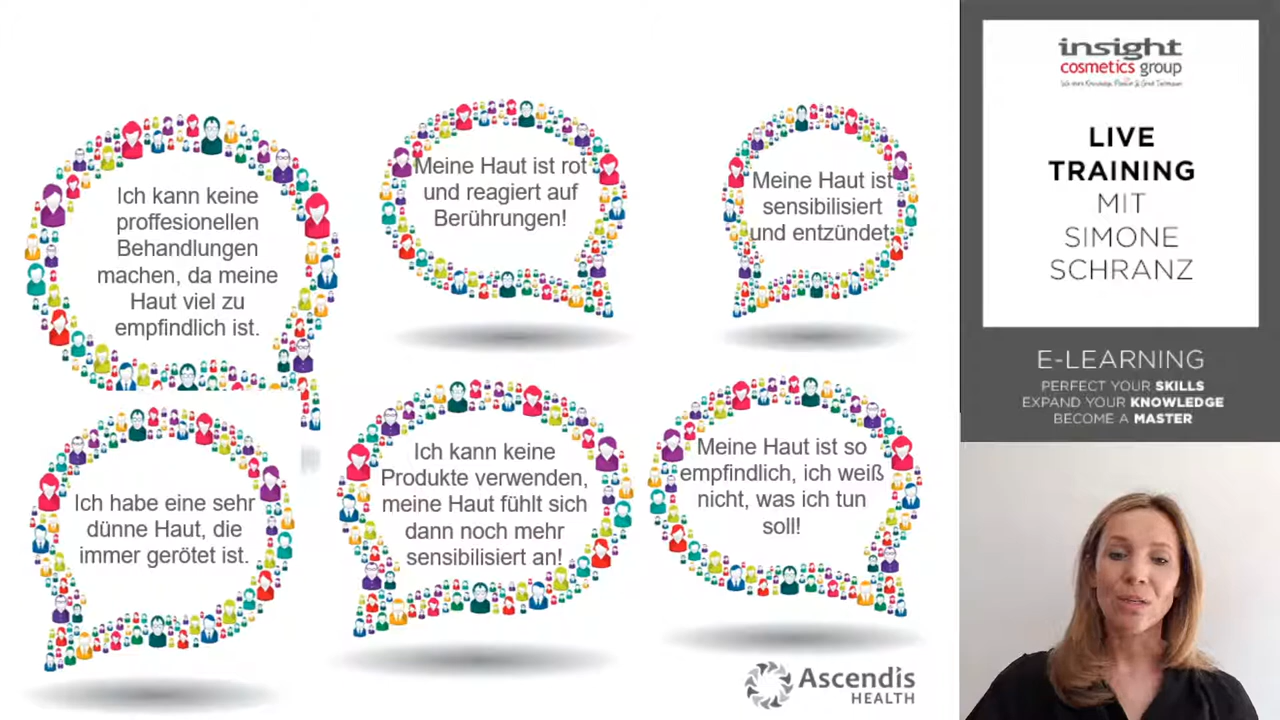 Ich kann keine
proffesionellen
Behandlungen
machen, da meine
Haut viel zu
empfindlich ist.
Meine Haut ist rot
und reagiert auf
Berührungen!
Meine Haut ist
sensibilisiert
und entzündet
Ich habe eine sehr
dünne Haut, die
immer gerötet ist.
Ich kann keine
Produkte verwenden,
meine Haut fühlt sich
dann noch mehr
sensibilisiert an!
Meine Haut ist so
empfindlich, ich weiß
nicht, was ich tun
soll!
Ascendis
HEALTH
insight
cosmetics group
LIVE
TRAINING
MIT
SIMONE
SCHRANZ
E-LEARNING
PERFECT YOUR SKILLS
EXPAND YOUR KNOWLEDGE
BECOME A MASTER